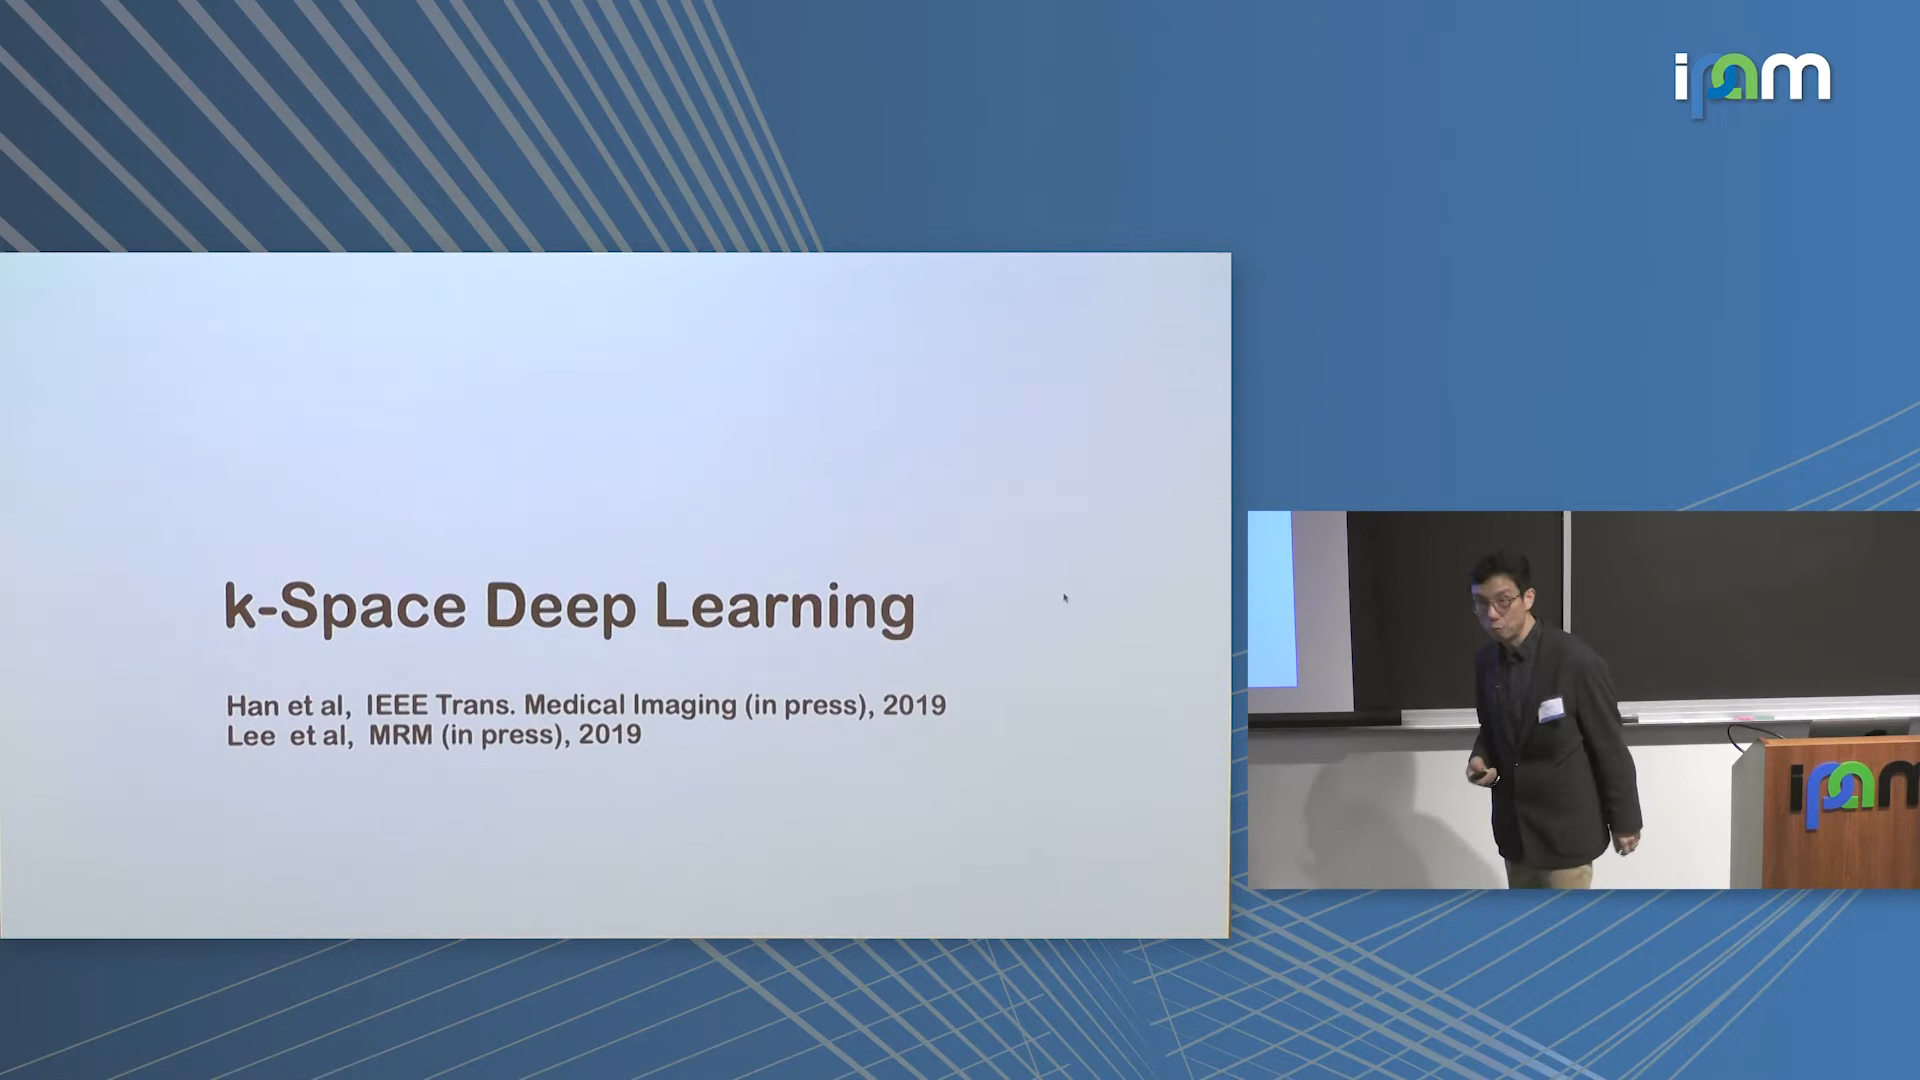 ipam
k-Space Deep Learning
Han et al, IEEE Trans. Medical Imaging (in press), 2019
Lee et al, MRM (in press), 2019
ipam